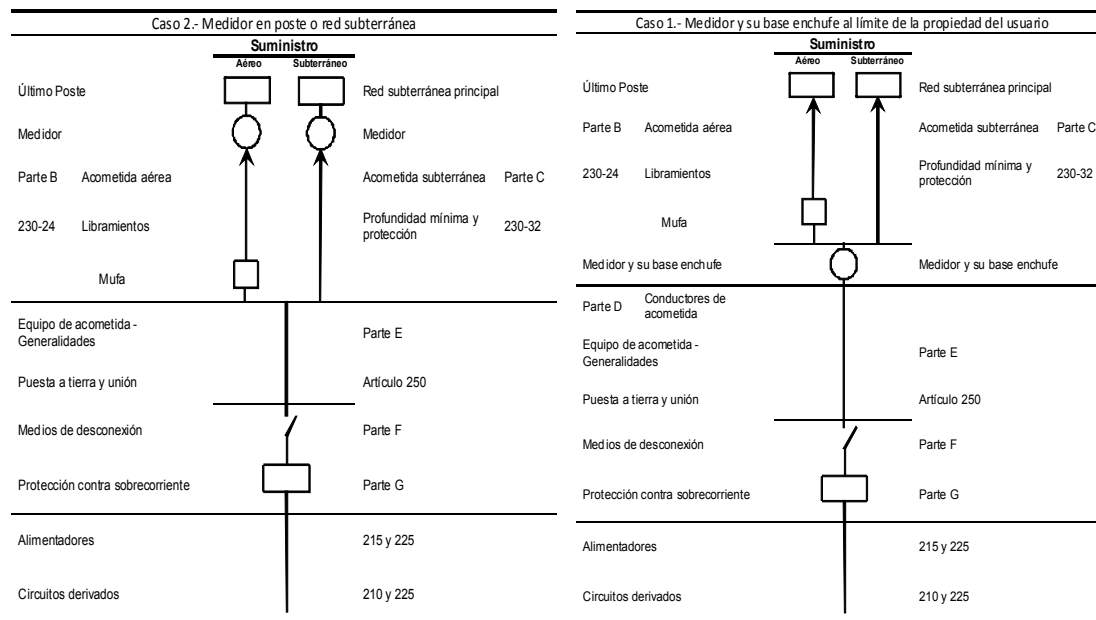 Caso 2.- Medidor en poste o red subterránea
Suministro
Aéreo Subterráneo
Último Poste Red subterránea principal
Medidor Medidor
Parte B Acometida aérea Acometida subterránea Parte C
230-24 Libramientos Profundidad mínima y
protección 230-32
Mufa
Equipo de acometida -
Generalidades Parte E
Puesta a tierra y unión Artículo 250
Medios de desconexión Parte F
Protección contra sobrecorriente Parte G
Alimentadores 215 y 225
Circuitos derivados 210 y 225
Caso 1.- Medidor y su base enchufe al límite de la propiedad del usuario
Suministro
Aéreo Subterráneo
Último Poste Red subterránea principal
Parte B Acometida aérea Acometida subterránea Parte C
230-24 Libramientos Profundidad mínima y
protección 230-32
Mufa
Medidor y su base enchufe Medidor y su base enchufe
Parte D Conductores de
acometida
Equipo de acometida -
Generalidades Parte E
Puesta a tierra y unión Artículo 250
Medios de desconexión Parte F
Protección contra sobrecorriente Parte G
Alimentadores 215 y 225
Circuitos derivados 210 y 225